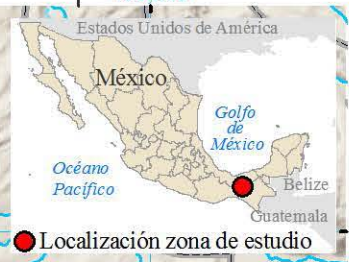 Estados Unidos de América
México
Golfo
de
México
Océano
Pacífico
Belize
Guatemala
Localización zona de estudio